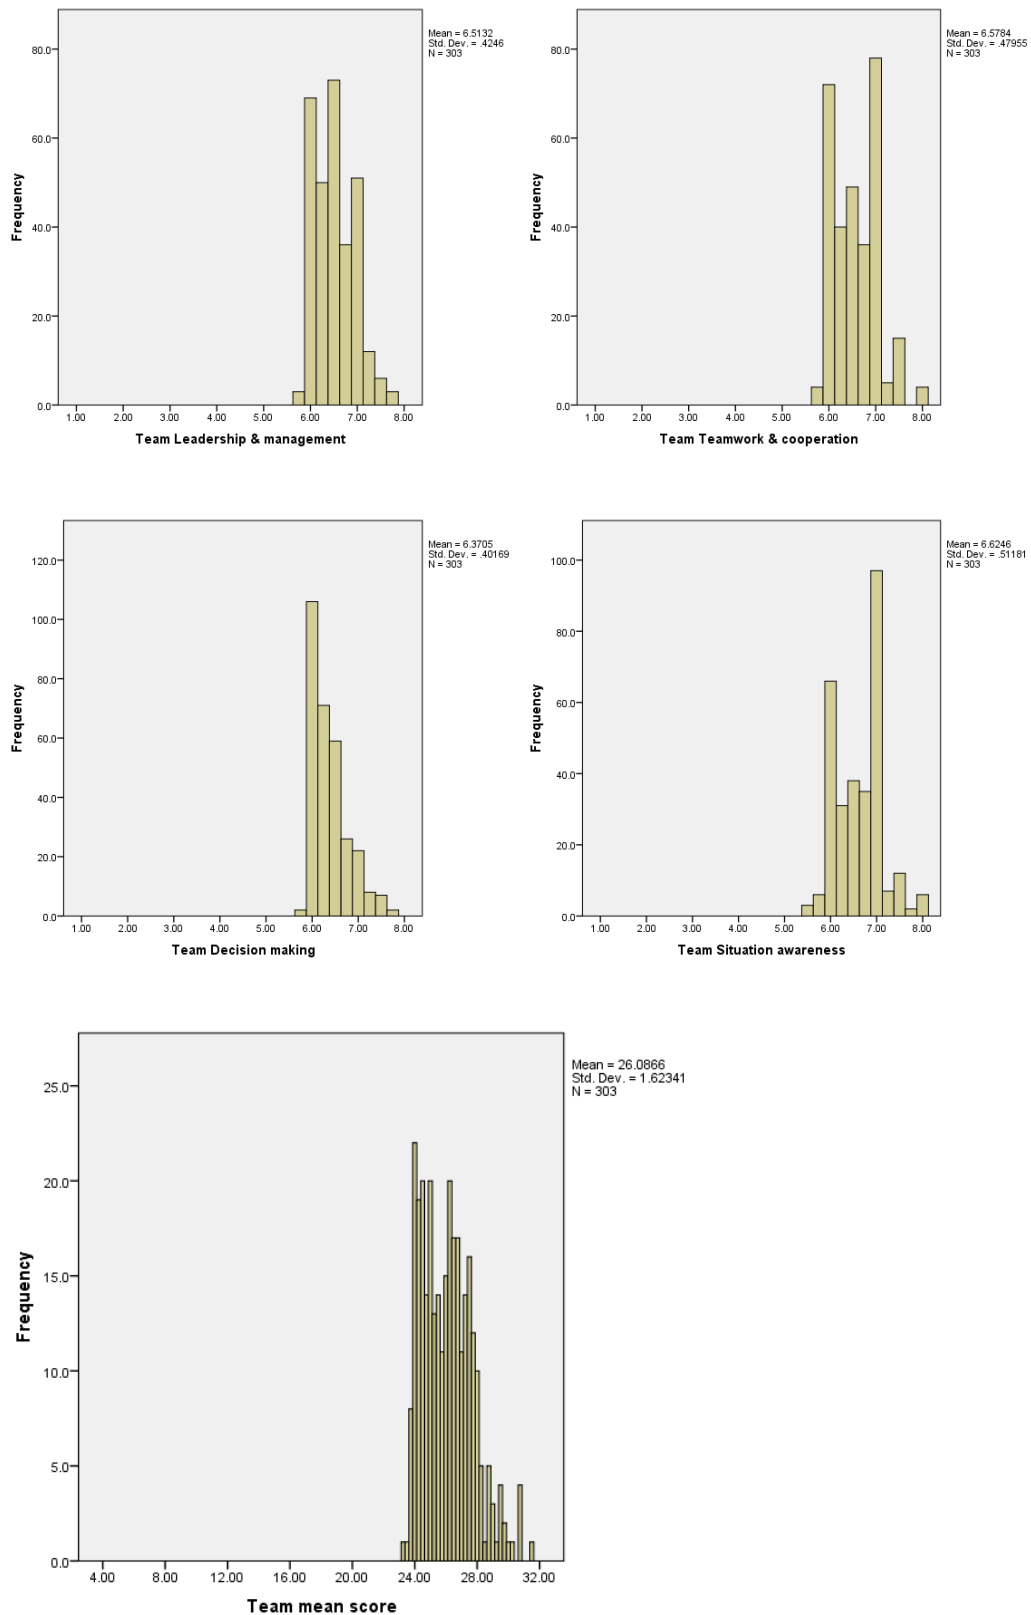 Mean = 6.5132
Std. Dev. = .4246
N = 303
80.0
60.0
40.0
20.0
0.0
Frequency
1.00 2.00 3.00 4.00 5.00 6.00 7.00 8.00
Team Leadership & management
Mean = 6.5784
Std. Dev. = .47955
N = 303
80.0
60.0
40.0
20.0
0.0
Frequency
1.00 2.00 3.00 4.00 5.00 6.00 7.00 8.00
Team Teamwork & cooperation
Mean = 6.3705
Std. Dev. = .40169
N = 303
120.0
100.0
80.0
60.0
40.0
20.0
0.0
Frequency
1.00 2.00 3.00 4.00 5.00 6.00 7.00 8.00
Team Decision making
Mean = 6.6246
Std. Dev. = .51181
N = 303
100.0
80.0
60.0
40.0
20.0
0.0
Frequency
1.00 2.00 3.00 4.00 5.00 6.00 7.00 8.00
Team Situation awareness
Mean = 26.0866
Std. Dev. = 1.62341
N = 303
25.0
20.0
15.0
10.0
5.0
0.0
Frequency
4.00 8.00 12.00 16.00 20.00 24.00 28.00 32.00
Team mean score